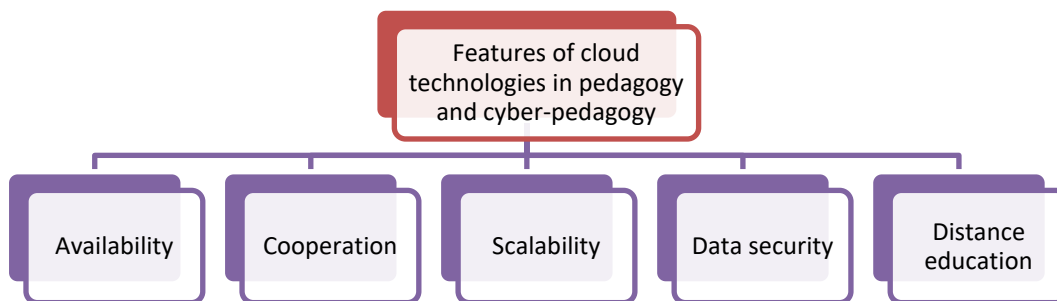 Features of cloud
technologies in pedagogy
and cyber-pedagogy
Availability
Cooperation
Scalability
Data security
Distance
education